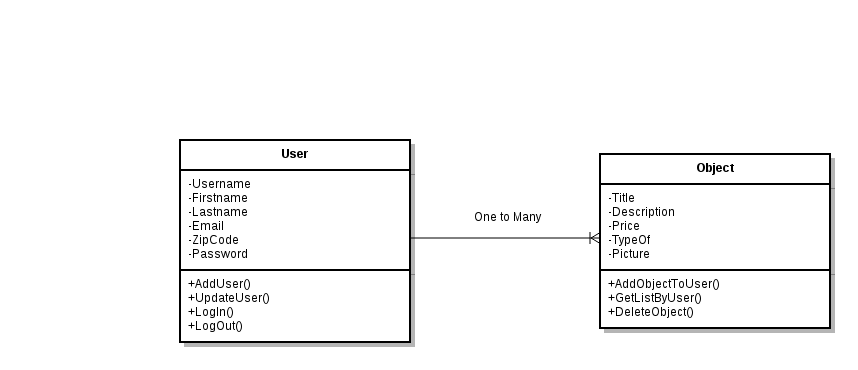 User
-Username
-Firstname
-Lastname
-Email
-ZipCode
-Password
+AddUser()
+UpdateUser()
+LogIn()
+LogOut()
One to Many
Object
-Title
-Description
-Price
-TypeOf
-Picture
+AddObjectToUser()
+GetListByUser()
+DeleteObject()